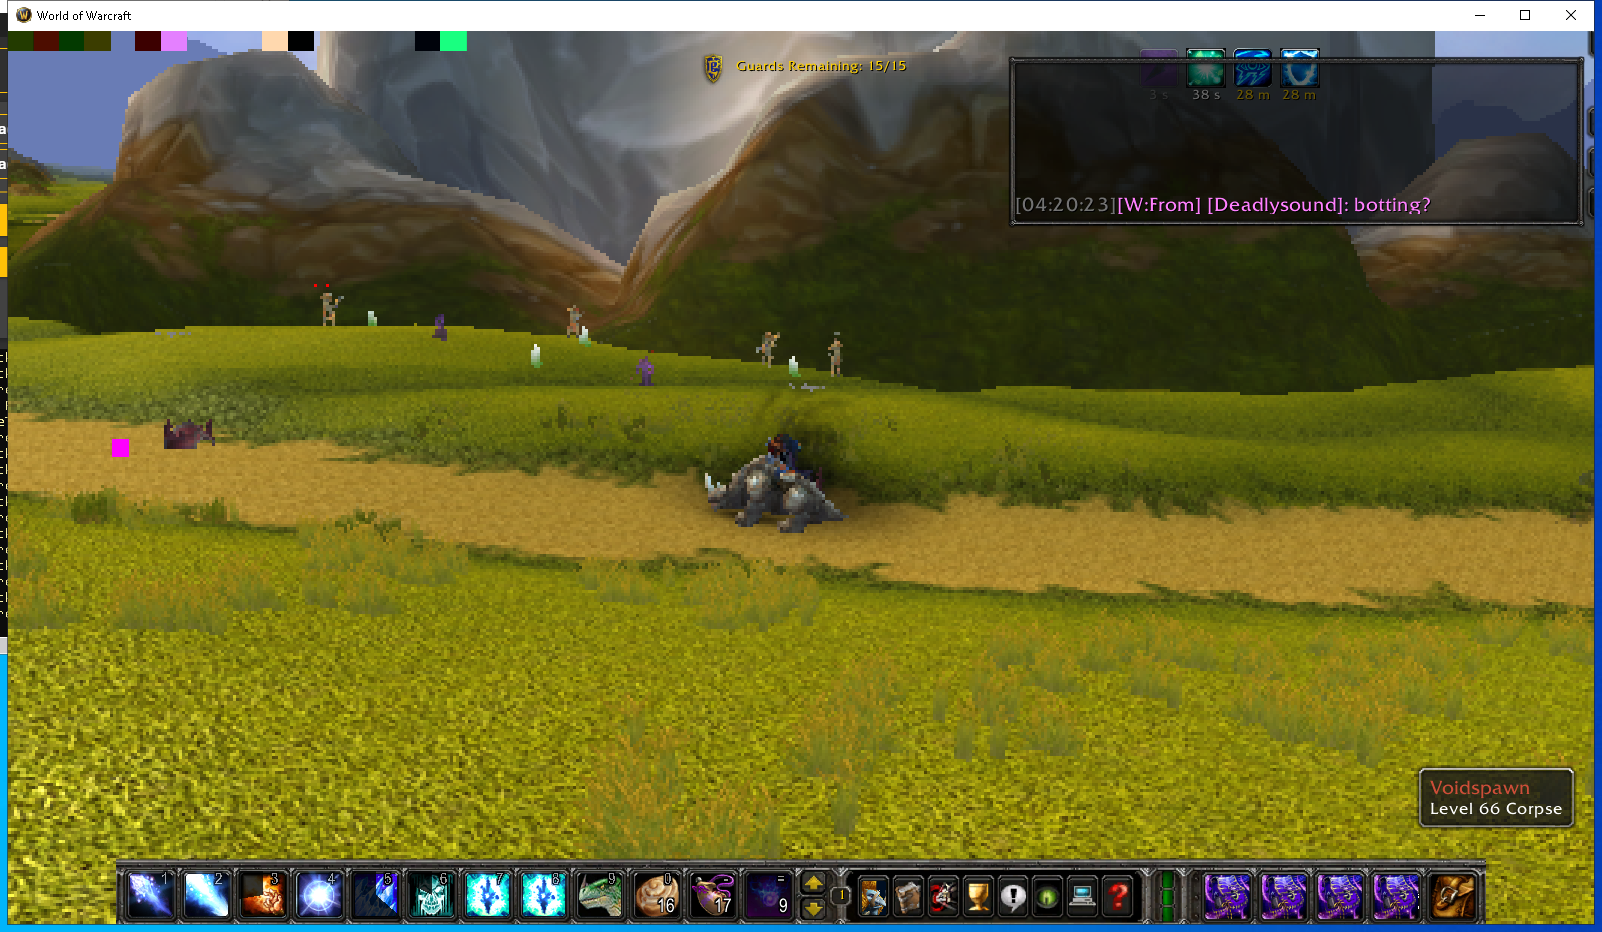 World of Warcraft
Guards Remaining: 15/15
3 s
38 s
28 m
28 m
[04:20:23][W:From] [Deadlysound]: botting?
Voidspawn
Level 66 Corpse
1
2
3
4
5
6
7
8
9
0
16
17
=
9